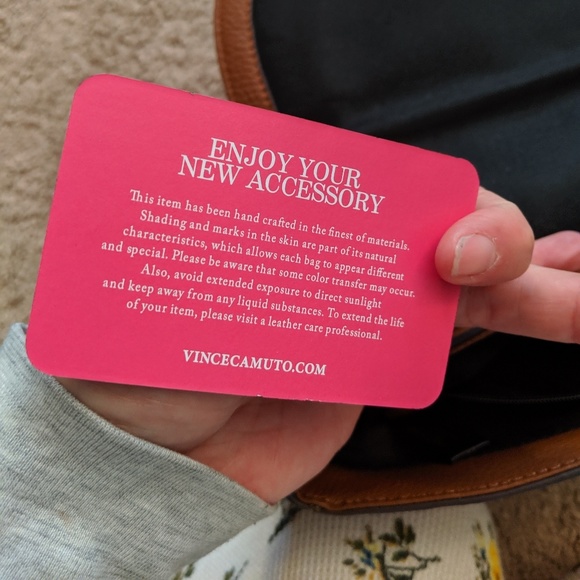 ENJOY YOUR
NEW ACCESSORY
This item has been hand crafted in the finest of materials.
Shading and marks in the skin are part of its natural
characteristics, which allows each bag to appear different
and special. Please be aware that some color transfer may occur.
Also, avoid extended exposure to direct sunlight
and keep away from any liquid substances. To extend the life
of your item, please visit a leather care professional.
VINCECAMUTO.COM